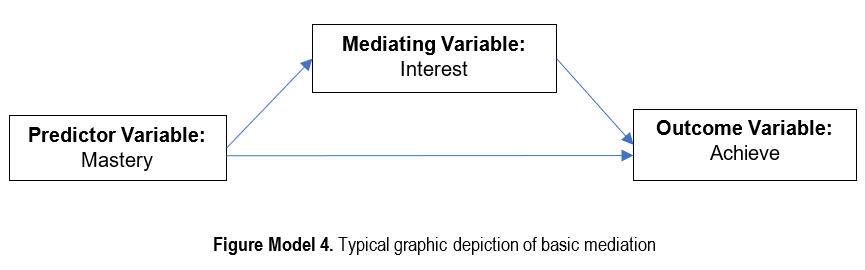 Mediating Variable:
Interest
Predictor Variable:
Mastery
Outcome Variable:
Achieve
Figure Model 4. Typical graphic depiction of basic mediation